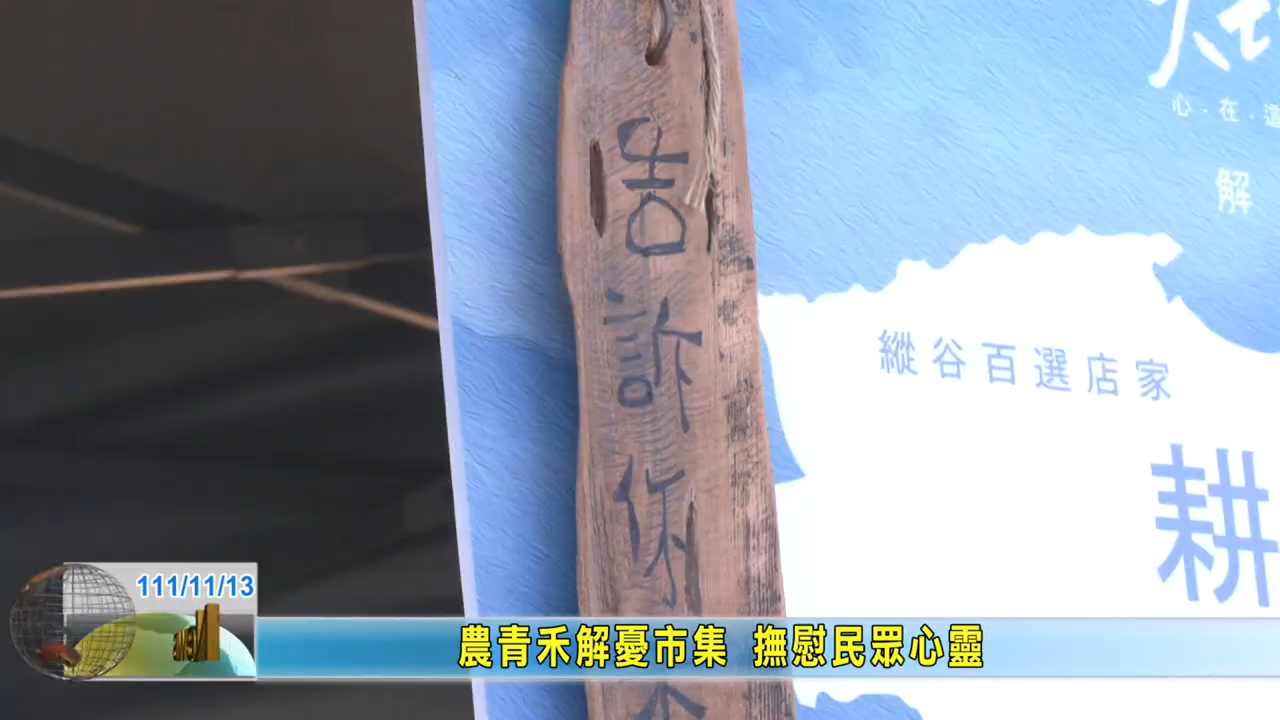 告訴你
心.在.
解
縱谷百選店家
耕
111/11/13
農青禾解憂市集 撫慰民眾心靈